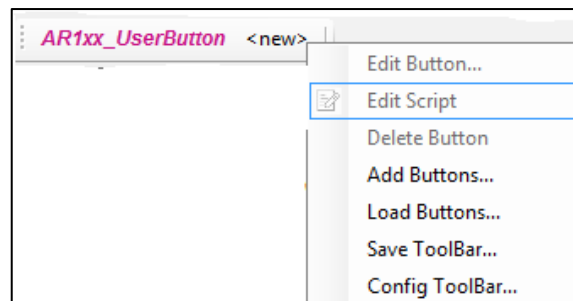 AR1xx_UserButton <new>
Edit Button...
Edit Script
Delete Button
Add Buttons...
Load Buttons...
Save ToolBar...
Config ToolBar...